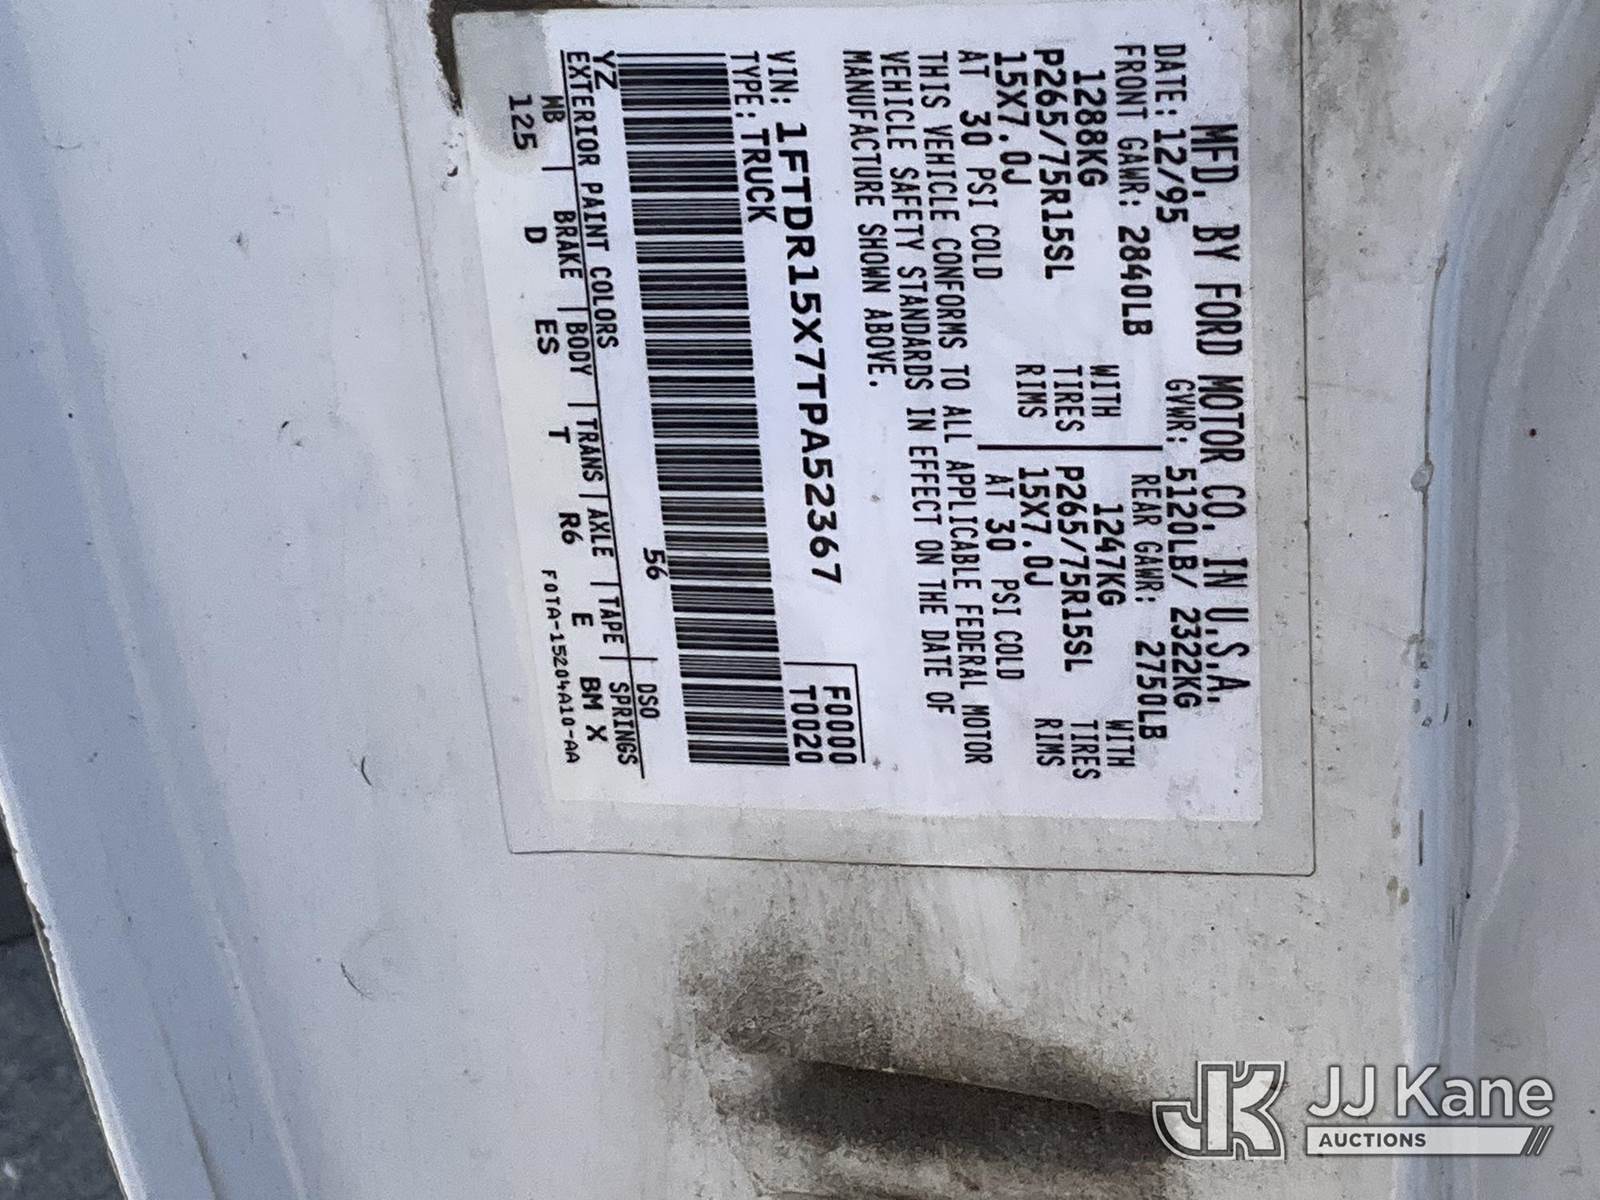 MFD. BY FORD MOTOR CO. IN U.S.A.
DATE: 12/95 GVWR: 5120LB/ 2322KG
FRONT GAWR: 2840LB REAR GAWR: 2750LB
1288KG WITH 1247KG WITH
P265/75R15SL TIRES P265/75R15SL TIRES
15X7.0J RIMS 15X7.0J RIMS
AT 30 PSI COLD AT 30 PSI COLD
THIS VEHICLE CONFORMS TO ALL APPLICABLE FEDERAL MOTOR
VEHICLE SAFETY STANDARDS IN EFFECT ON THE DATE OF
MANUFACTURE SHOWN ABOVE.
F0000
VIN: 1FTDR15X7TPA52367 T0020
TYPE: TRUCK
56
YZ DSO
EXTERIOR PAINT COLORS
MB BRAKE BODY TRANS AXLE TAPE SPRINGS
125 D ES T R6 E BM X
F0TA-15204A10-AA
JK JJ Kane
AUCTIONS